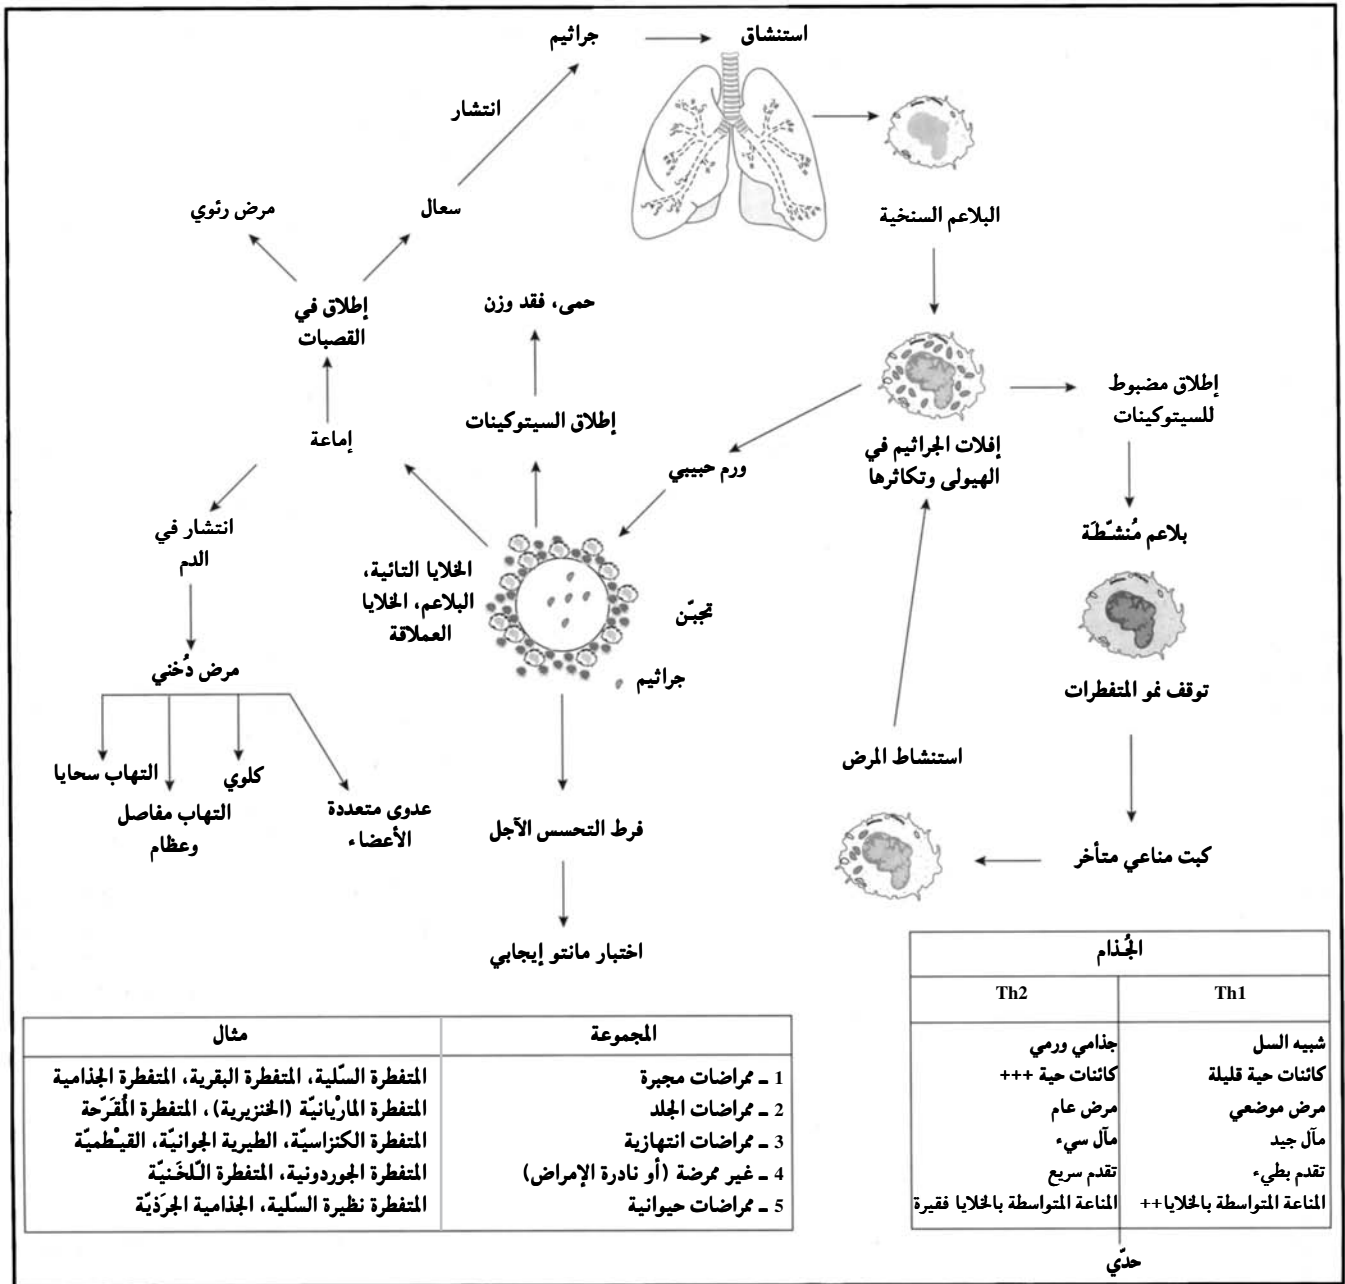 جراثيم
استنشاق
انتشار
سعال
مرض رئوي
البلاعم السنخية
إطلاق في
القصبات
حمى، فقد وزن
إماعة
إطلاق السيتوكينات
ورم حبيبي
إفلات الجراثيم في
الهيولى وتكاثرها
إطلاق مضبوط
للسيتوكينات
بلاعم مُنشّطَة
انتشار في
الدم
الخلايا التائية،
البلاعم، الخلايا
العملاقة
تجبّن
جراثيم
مرض دُخني
توقف نمو المتفطرات
استنشاط المرض
التهاب سحايا
كلوي
التهاب مفاصل
وعظام
عدوى متعددة
الأعضاء
فرط التحسس الآجل
كبت مناعي متأخر
اختبار مانتو إيجابي
الجُذام
Th1 Th2
شبيه السل جذامي ورمي
كائنات حية قليلة كائنات حية +++
مرض موضعي مرض عام
مآل جيد مآل سيء
تقدم بطيء تقدم سريع
المناعة المتواسطة بالخلايا++ المناعة المتواسطة بالخلايا فقيرة
حدّي
المجموعة مثال
1 ـ ممراضات مجبرة المتفطرة السّلية، المتفطرة البقرية، المتفطرة الجذامية
2 ـ ممراضات الجلد المتفطرة الماريْانيّة (الخنزيرية)، المتفطرة المُقَرّحة
3 ـ ممراضات انتهازية المتفطرة الكنزاسيّة، الطيرية الجوانيّة، القيْطميّة
4 ـ غير ممرضة (أو نادرة الإمراض) المتفطرة الجوردونية، المتفطرة اللّخَنيّة
5 ـ ممراضات حيوانية المتفطرة نظيرة السّلية، الجذامية الجرَذيّة